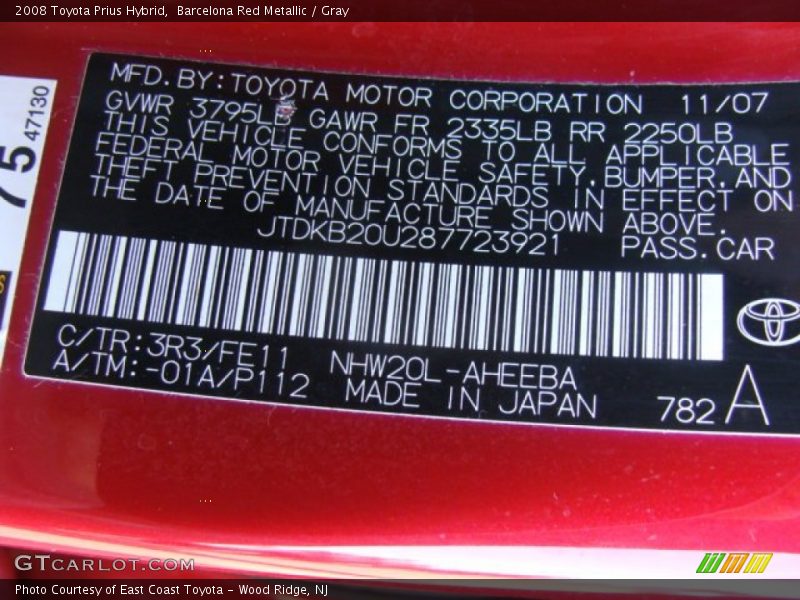 2008 Toyota Prius Hybrid, Barcelona Red Metallic / Gray
75 47130
MFD. BY: TOYOTA MOTOR CORPORATION 11/07
GVWR 3795LB GAWR FR 2335LB RR 2250LB
THIS VEHICLE CONFORMS TO ALL APPLICABLE
FEDERAL MOTOR VEHICLE SAFETY, BUMPER, AND
THEFT PREVENTION STANDARDS IN EFFECT ON
THE DATE OF MANUFACTURE SHOWN ABOVE.
JTDKB20U287723921 PASS. CAR
C/TR: 3R3/FE11 NHW20L-AHEEBA
A/TM: -01A/P112 MADE IN JAPAN 782 A
GTCARLOT.COM
Photo Courtesy of East Coast Toyota - Wood Ridge, NJ